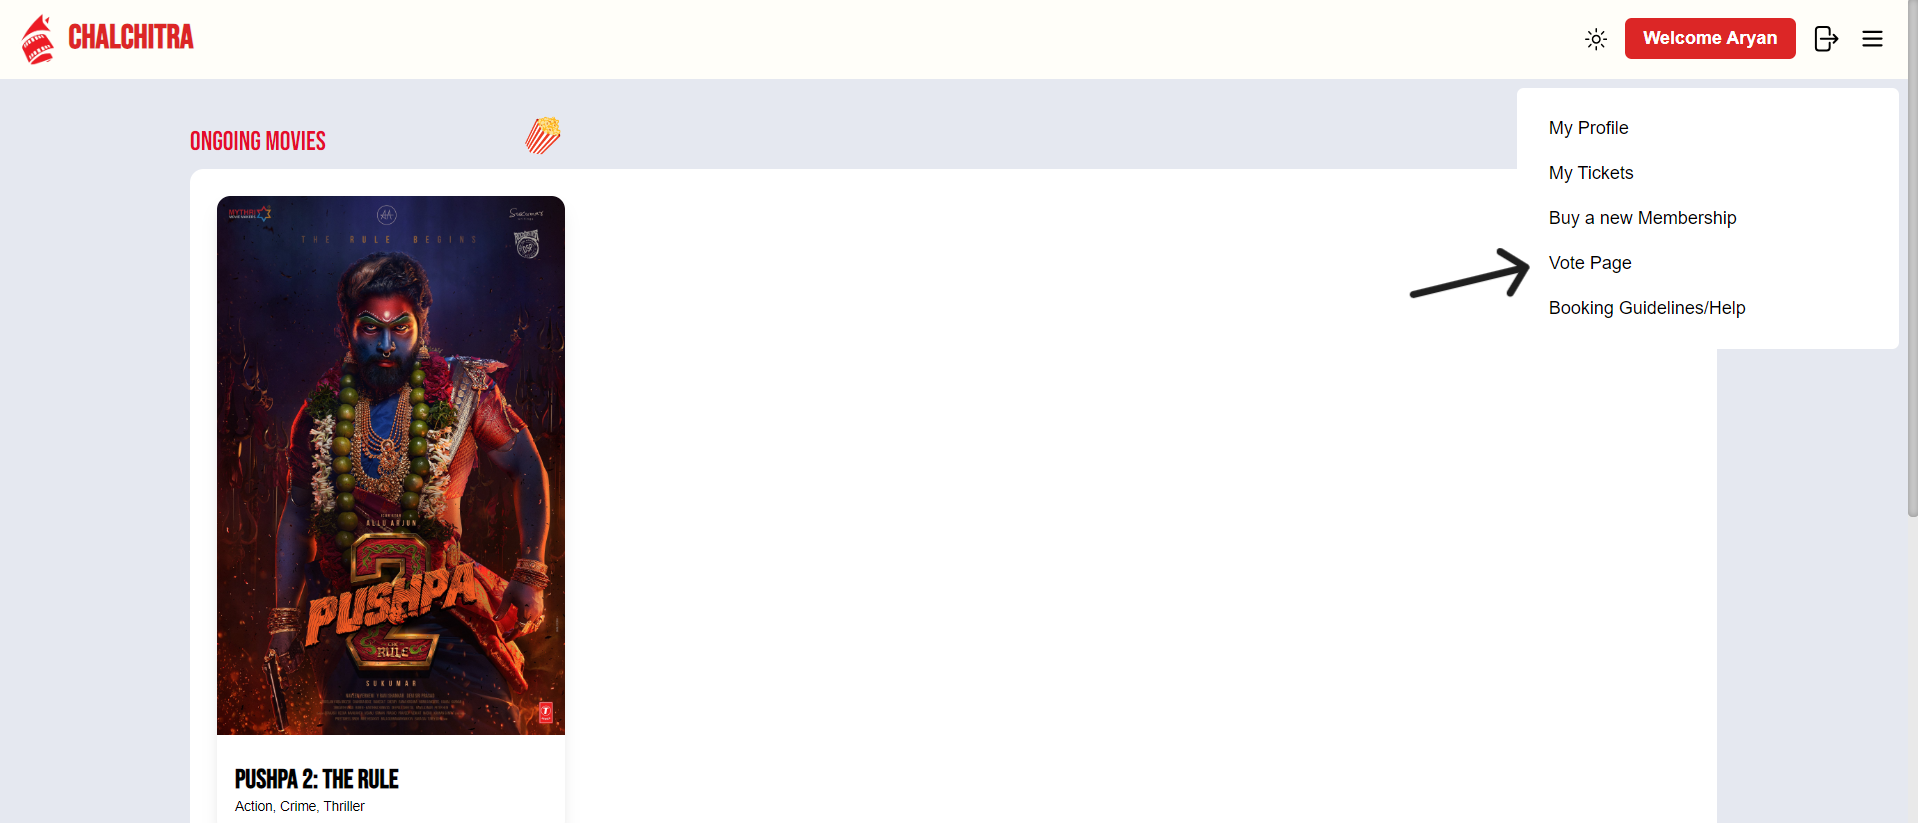 CHALCHITRA
Welcome Aryan
My Profile
My Tickets
Buy a new Membership
Vote Page
Booking Guidelines/Help
ONGOING MOVIES
MYTHRI
SUKUMAR
THE RULE BEGINS
ALLU ARJUN
2
PUSHPA
THE
RULE
SUKUMAR
PUSHPA 2: THE RULE
Action, Crime, Thriller